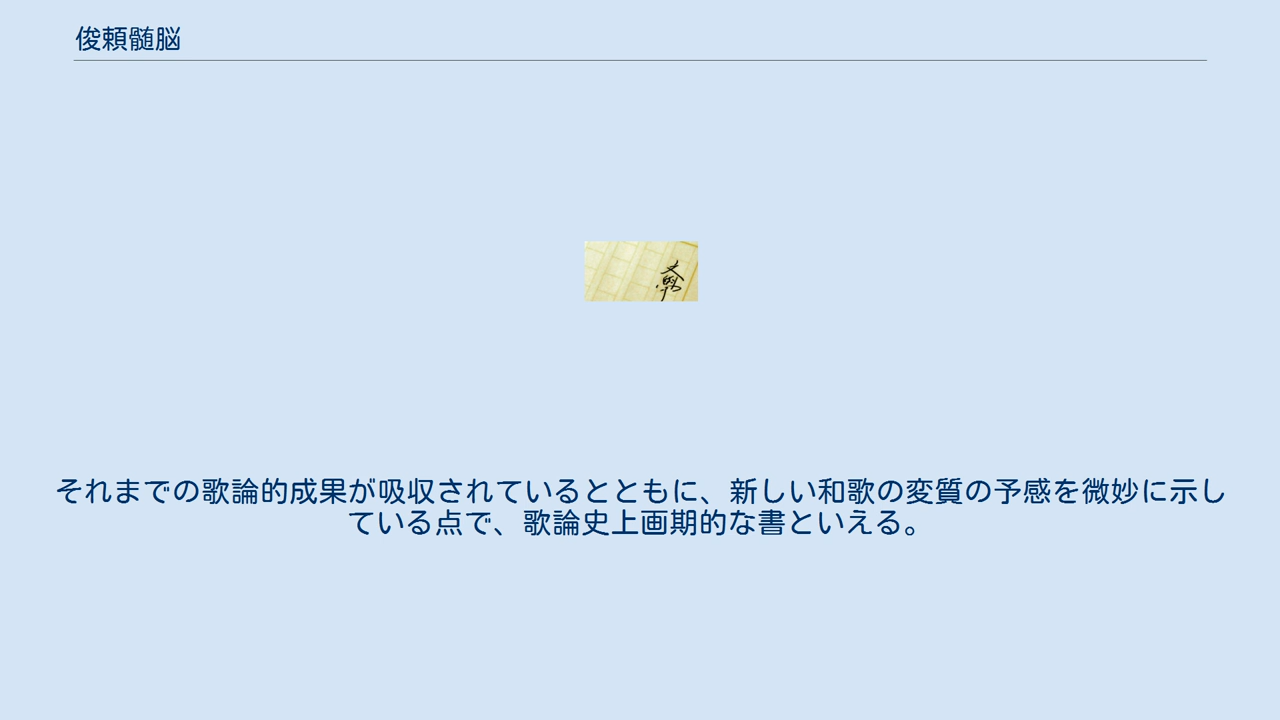 俊頼髄脳
それまでの歌論的成果が吸収されているとともに、新しい和歌の変質の予感を微妙に示し
ている点で、歌論史上画期的な書といえる。